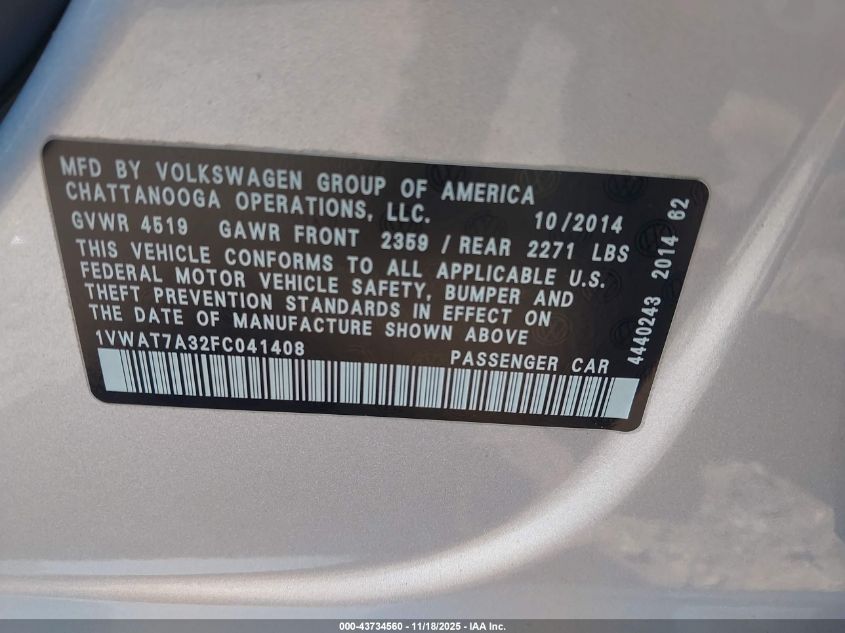 MFD BY VOLKSWAGEN GROUP OF AMERICA
CHATTANOOGA OPERATIONS, LLC. 10/2014
GVWR 4519 GAWR FRONT 2359 / REAR 2271 LBS
THIS VEHICLE CONFORMS TO ALL APPLICABLE U.S.
FEDERAL MOTOR VEHICLE SAFETY, BUMPER AND
THEFT PREVENTION STANDARDS IN EFFECT ON
THE DATE OF MANUFACTURE SHOWN ABOVE
1VWAT7A32FC041408 PASSENGER CAR
4440243 2014 62
000-43734560 - 11/18/2025 - IAA Inc.